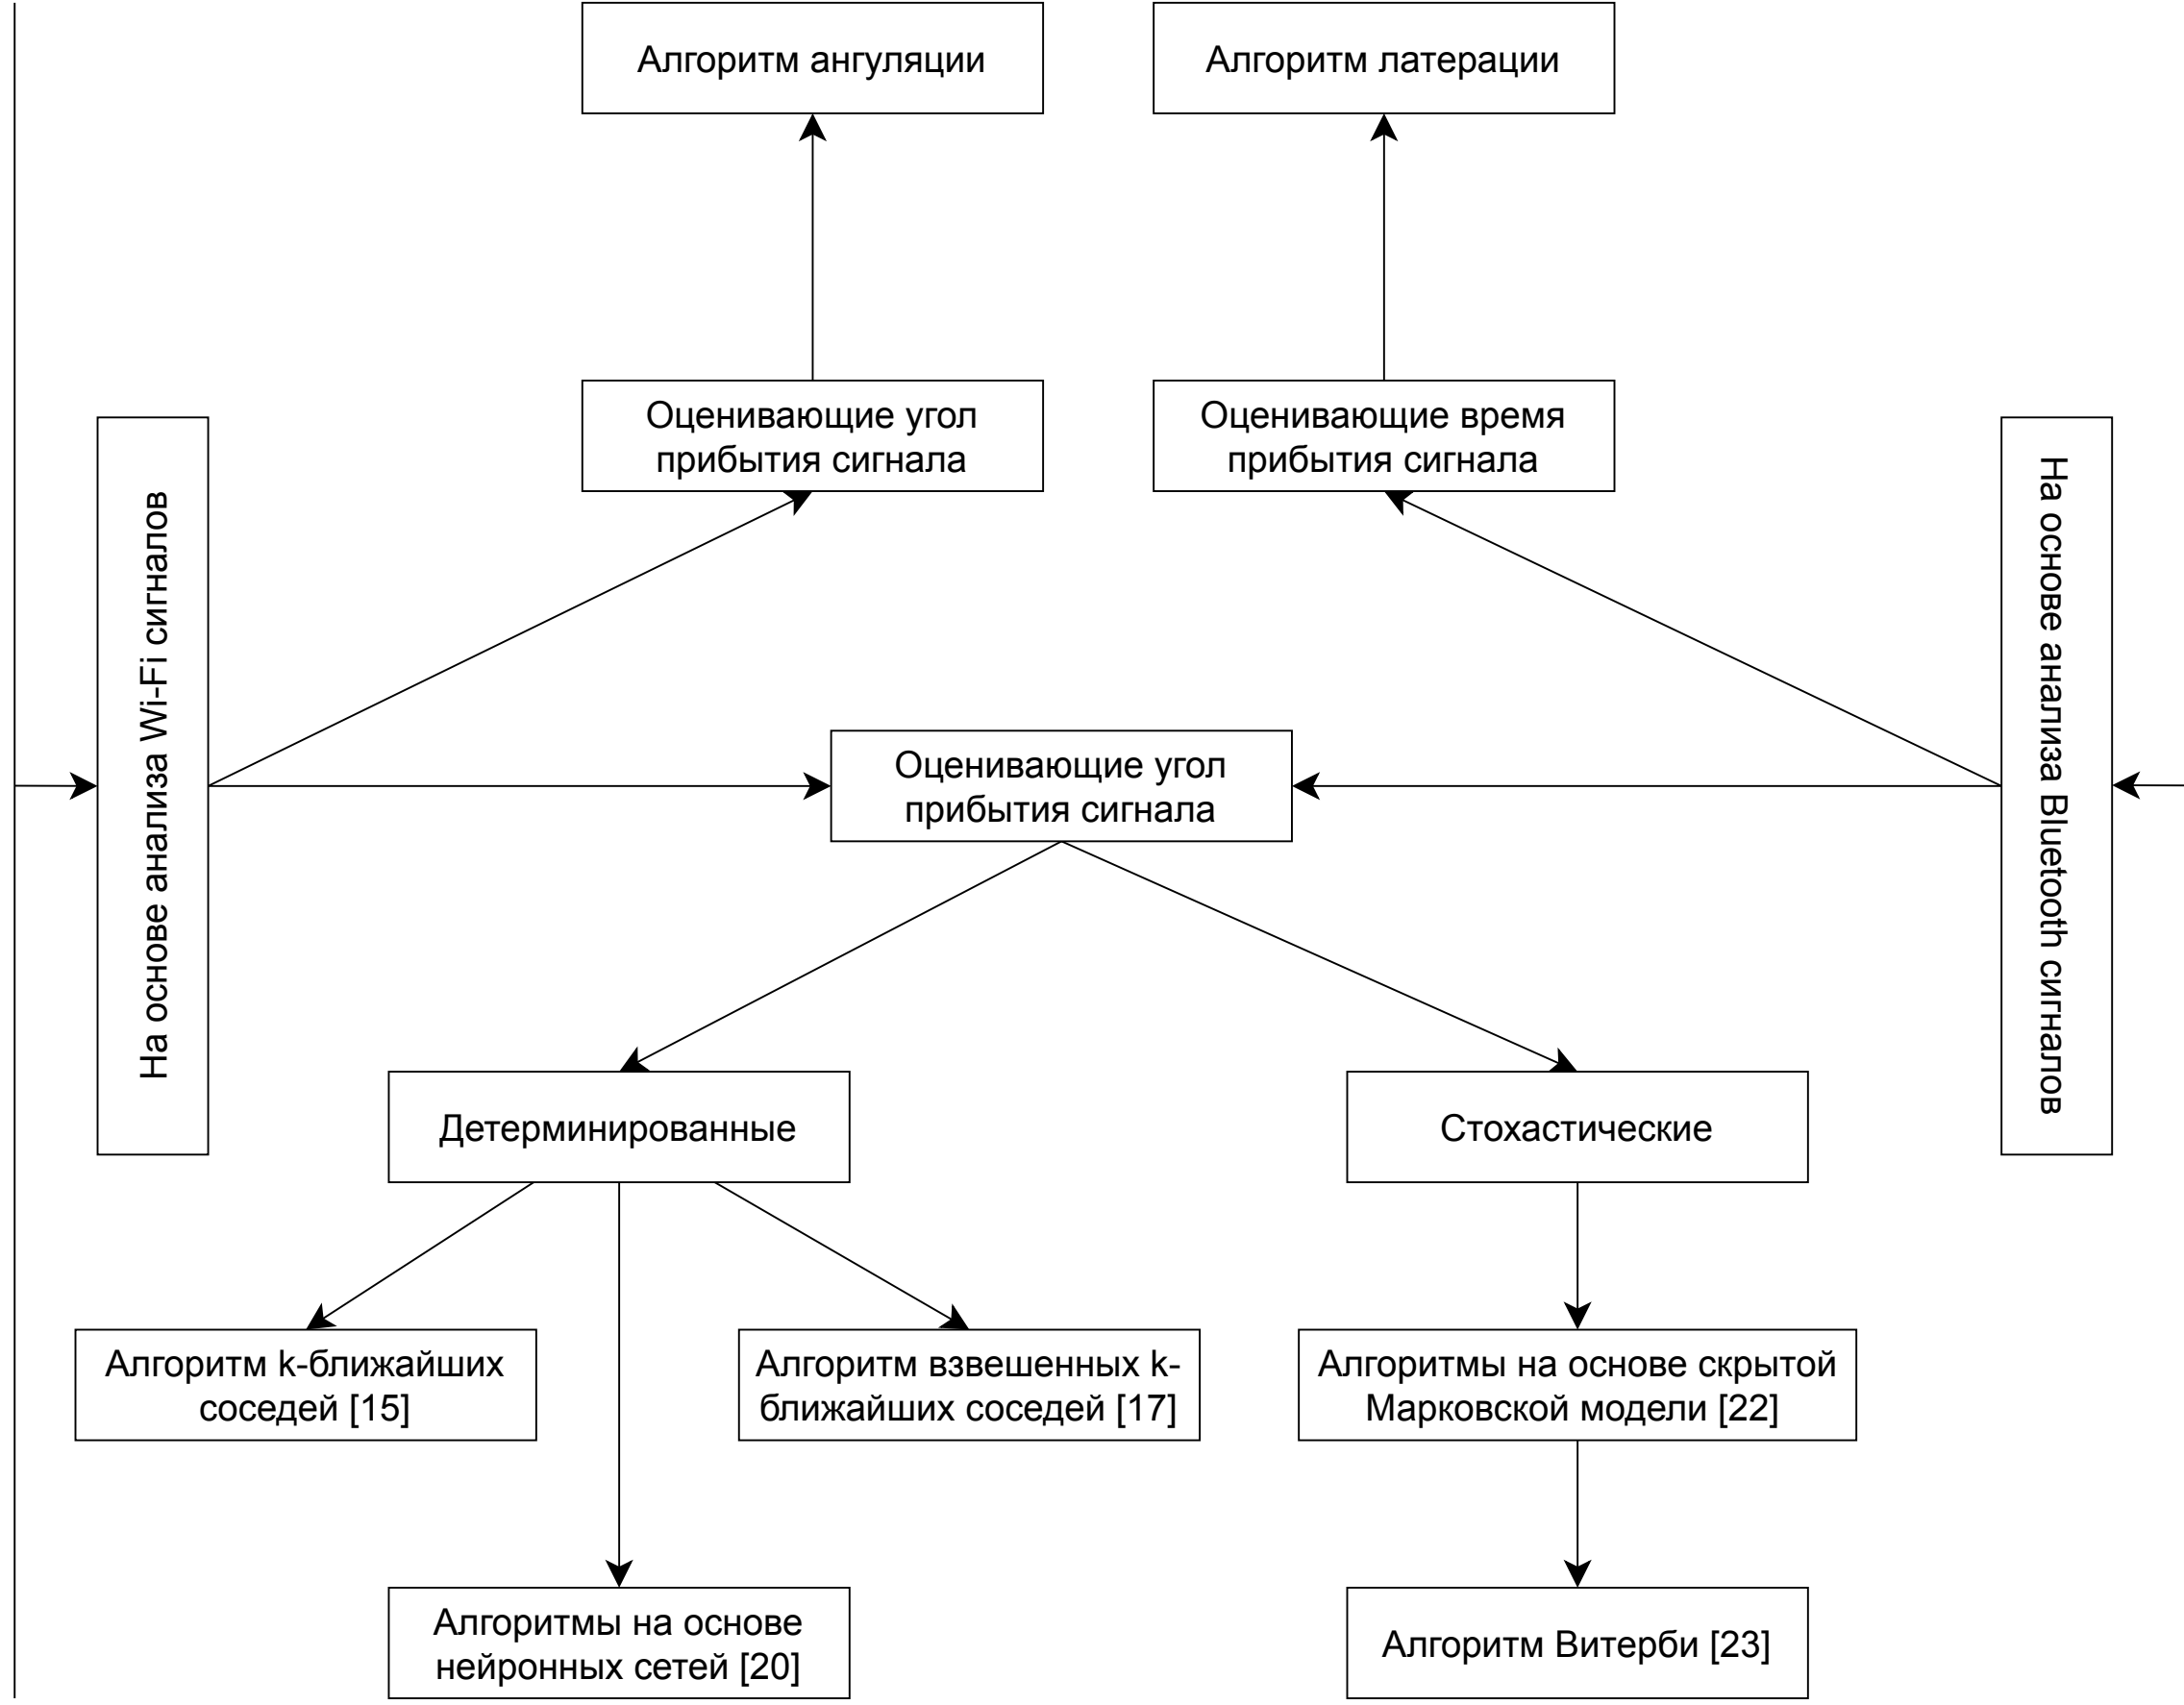 Алгоритм ангуляции
Алгоритм латерации
Оценивающие угол
прибытия сигнала
Оценивающие время
прибытия сигнала
На основе анализа Wi-Fi сигналов
На основе анализа Bluetooth сигналов
Оценивающие угол
прибытия сигнала
Детерминированные
Стохастические
Алгоритм k-ближайших
соседей [15]
Алгоритм взвешенных k-
ближайших соседей [17]
Алгоритмы на основе скрытой
Марковской модели [22]
Алгоритмы на основе
нейронных сетей [20]
Алгоритм Витерби [23]